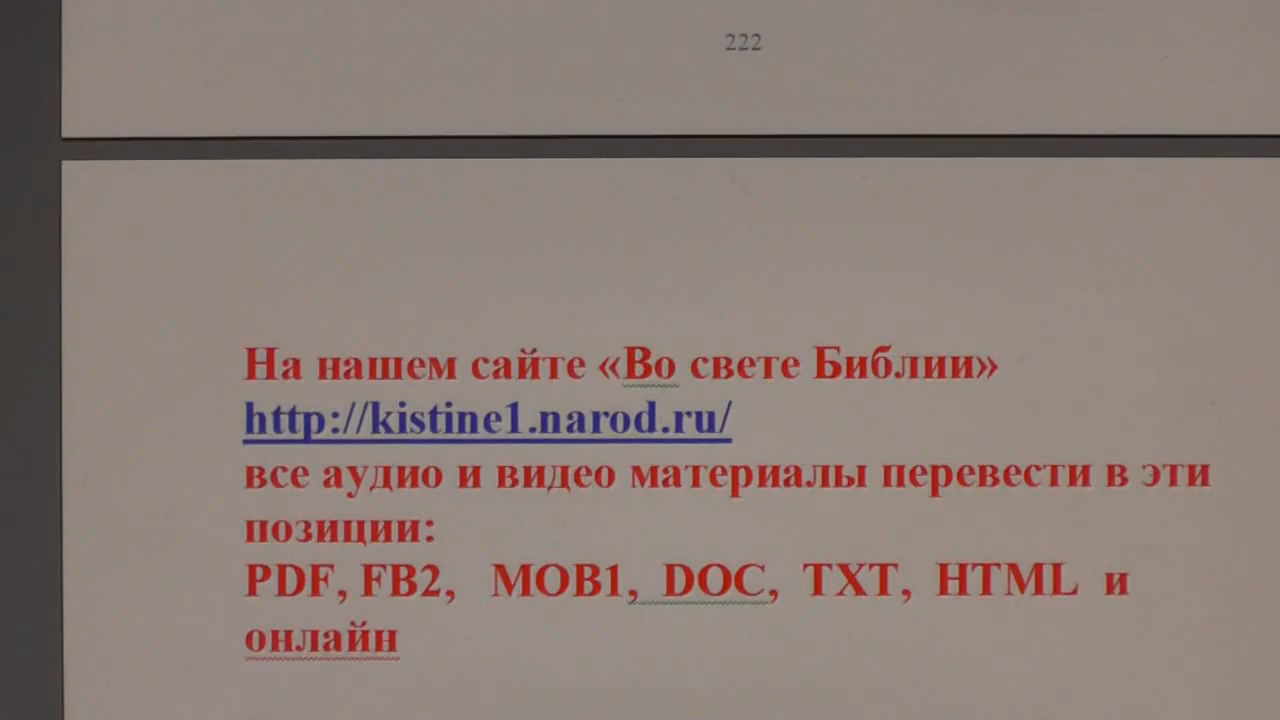 222
На нашем сайте «Во свете Библии»
http://kistine1.narod.ru/
все аудио и видео материалы перевести в эти
позиции:
PDF, FB2, MOB1, DOC, TXT, HTML и
онлайн